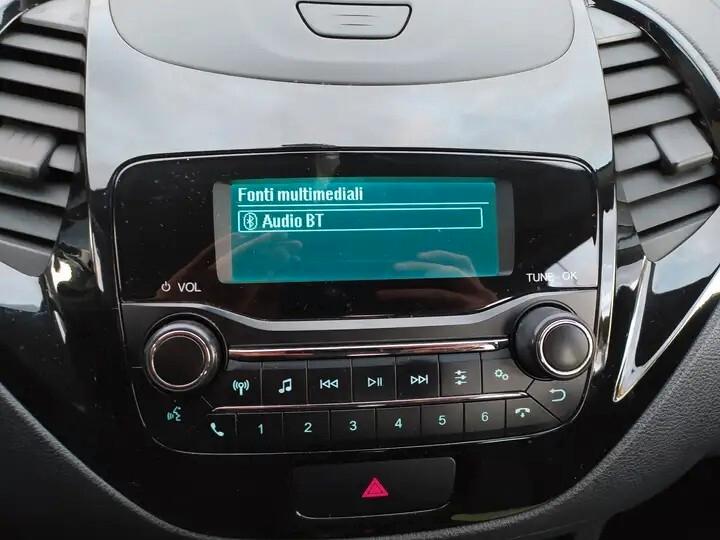 Fonti multimediali
Audio BT
VOL
TUNE - OK
1 2 3 4 5 6